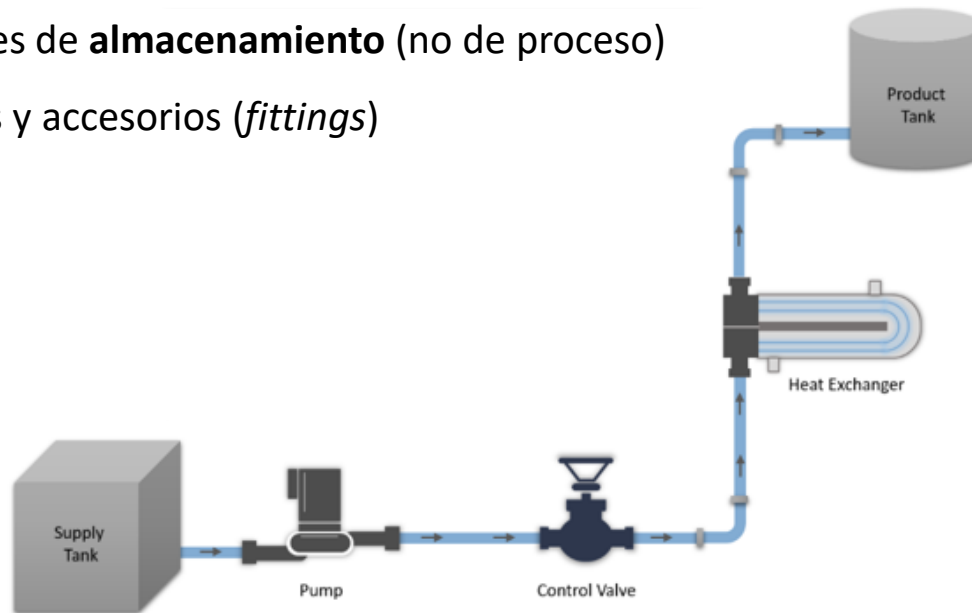 es de almacenamiento (no de proceso)
s y accesorios (fittings)
Product
Tank
Heat Exchanger
Supply
Tank
Pump
Control Valve